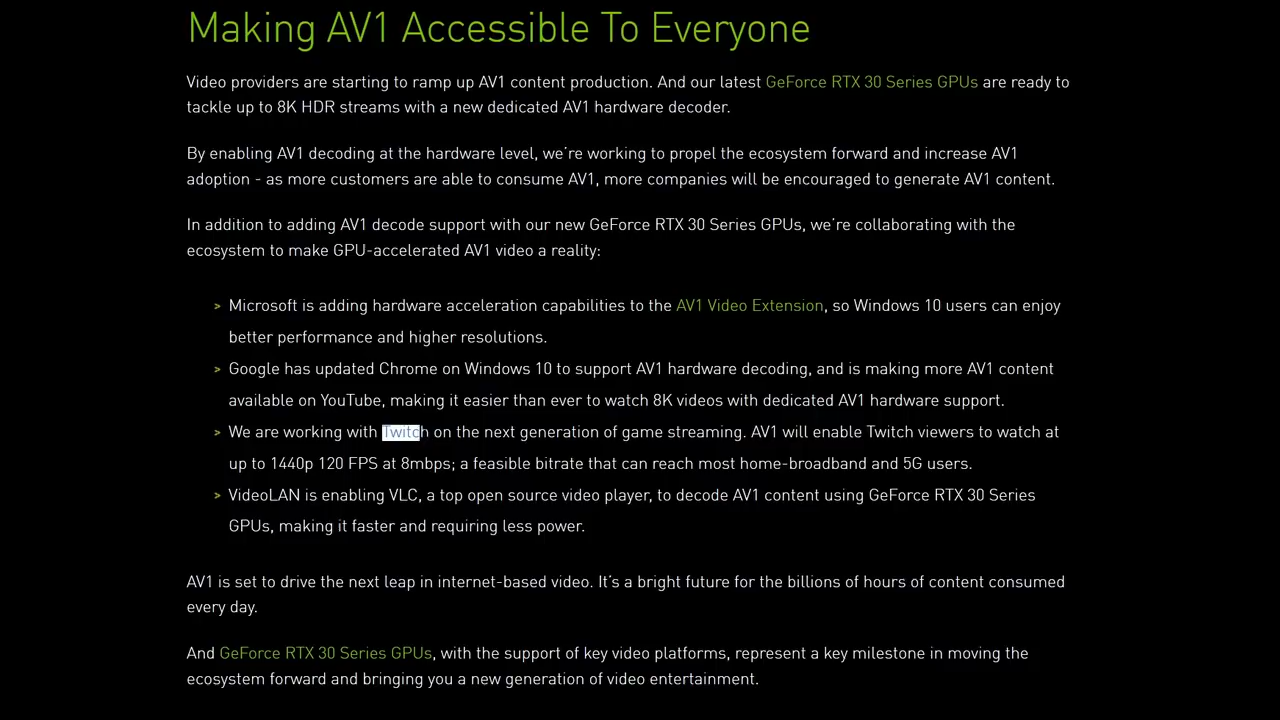 Making AV1 Accessible To Everyone
Video providers are starting to ramp up AV1 content production. And our latest GeForce RTX 30 Series GPUs are ready to
tackle up to 8K HDR streams with a new dedicated AV1 hardware decoder.
By enabling AV1 decoding at the hardware level, we're working to propel the ecosystem forward and increase AV1
adoption - as more customers are able to consume AV1, more companies will be encouraged to generate AV1 content.
In addition to adding AV1 decode support with our new GeForce RTX 30 Series GPUs, we're collaborating with the
ecosystem to make GPU-accelerated AV1 video a reality:
> Microsoft is adding hardware acceleration capabilities to the AV1 Video Extension, so Windows 10 users can enjoy
better performance and higher resolutions.
> Google has updated Chrome on Windows 10 to support AV1 hardware decoding, and is making more AV1 content
available on YouTube, making it easier than ever to watch 8K videos with dedicated AV1 hardware support.
> We are working with Twitch on the next generation of game streaming. AV1 will enable Twitch viewers to watch at
up to 1440p 120 FPS at 8mbps; a feasible bitrate that can reach most home-broadband and 5G users.
> VideoLAN is enabling VLC, a top open source video player, to decode AV1 content using GeForce RTX 30 Series
GPUs, making it faster and requiring less power.
AV1 is set to drive the next leap in internet-based video. It's a bright future for the billions of hours of content consumed
every day.
And GeForce RTX 30 Series GPUs, with the support of key video platforms, represent a key milestone in moving the
ecosystem forward and bringing you a new generation of video entertainment.